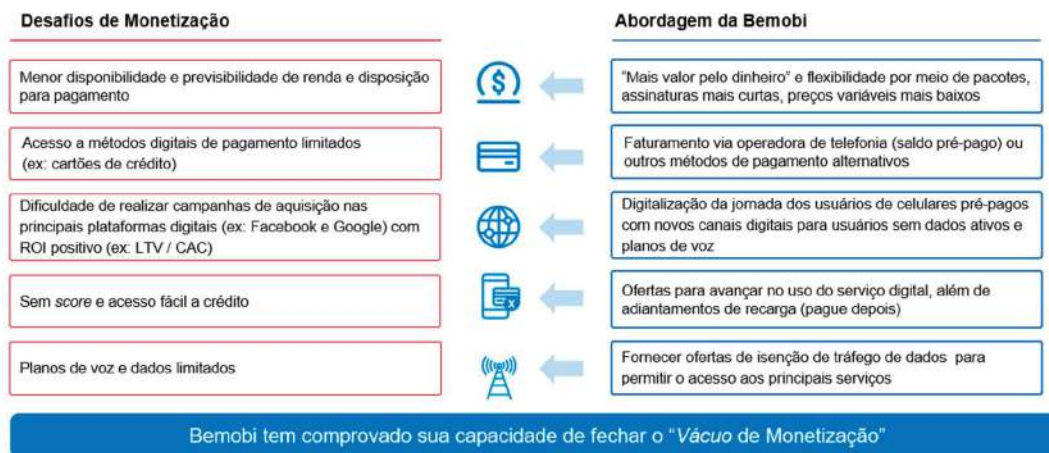 Desafios de Monetização
Abordagem da Bemobi
Menor disponibilidade e previsibilidade de renda e disposição
para pagamento
"Mais valor pelo dinheiro" e flexibilidade por meio de pacotes,
assinaturas mais curtas, preços variáveis mais baixos
Acesso a métodos digitais de pagamento limitados
(ex: cartões de crédito)
Faturamento via operadora de telefonia (saldo pré-pago) ou
outros métodos de pagamento alternativos
Dificuldade de realizar campanhas de aquisição nas
principais plataformas digitais (ex: Facebook e Google) com
ROI positivo (ex: LTV / CAC)
Digitalização da jornada dos usuários de celulares pré-pagos
com novos canais digitais para usuários sem dados ativos e
planos de voz
Sem score e acesso fácil a crédito
Ofertas para avançar no uso do serviço digital, além de
adiantamentos de recarga (pague depois)
Planos de voz e dados limitados
Fornecer ofertas de isenção de tráfego de dados para
permitir o acesso aos principais serviços
Bemobi tem comprovado sua capacidade de fechar o "Vácuo de Monetização"